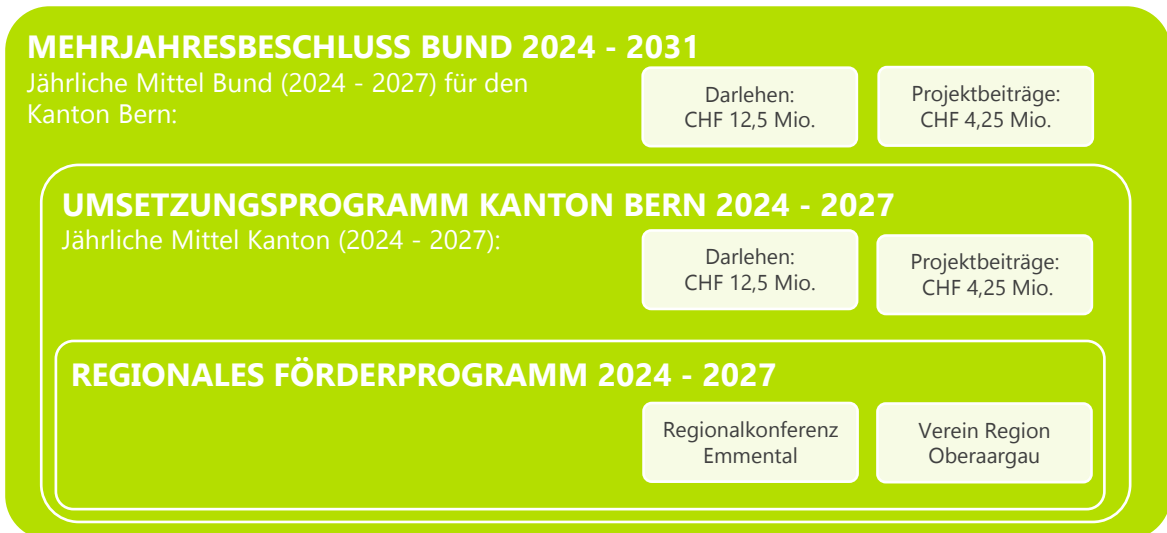 MEHRJAHRESBESCHLUSS BUND 2024 - 2031
Jährliche Mittel Bund (2024 - 2027) für den
Kanton Bern:
Darlehen:
CHF 12,5 Mio.
Projektbeiträge:
CHF 4,25 Mio.
UMSETZUNGSPROGRAMM KANTON BERN 2024 - 2027
Jährliche Mittel Kanton (2024 - 2027):
Darlehen:
CHF 12,5 Mio.
Projektbeiträge:
CHF 4,25 Mio.
REGIONALES FÖRDERPROGRAMM 2024 - 2027
Regionalkonferenz
Emmental
Verein Region
Oberaargau